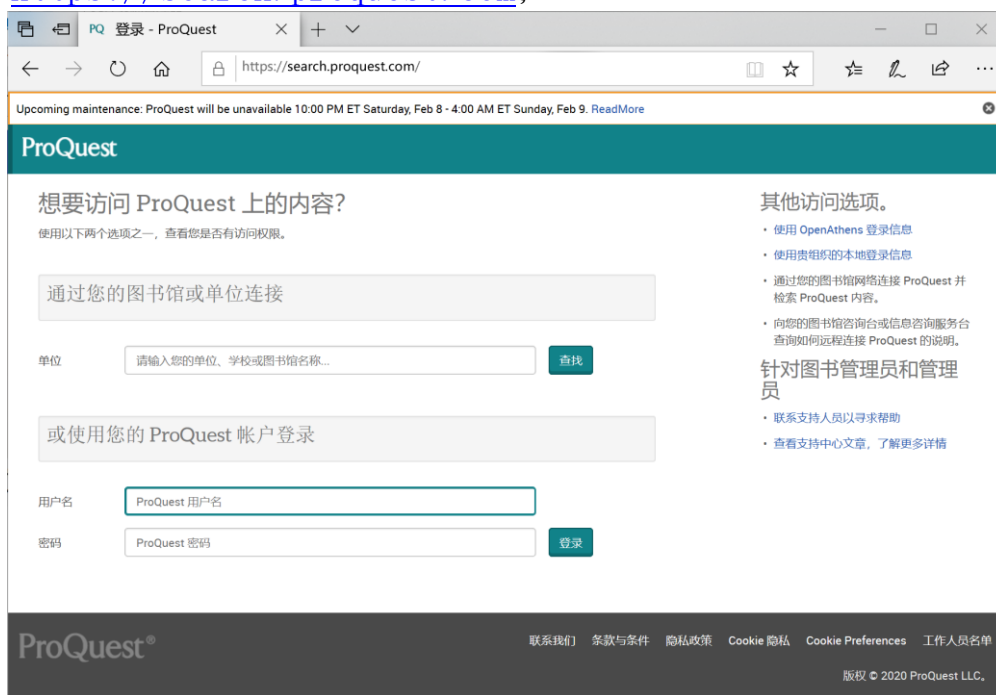 https://search.proquest.com,
PQ 登录 - ProQuest
https://search.proquest.com/
Upcoming maintenance: ProQuest will be unavailable 10:00 PM ET Saturday, Feb 8 - 4:00 AM ET Sunday, Feb 9. ReadMore
ProQuest
想要访问 ProQuest 上的内容?
使用以下两个选项之一，查看您是否有访问权限。
通过您的图书馆或单位连接
单位
请输入您的单位、学校或图书馆名称...
查找
或使用您的 ProQuest 帐户登录
用户名
ProQuest 用户名
密码
ProQuest 密码
登录
其他访问选项。
• 使用 OpenAthens 登录信息
• 使用贵组织的本地登录信息
• 通过您的图书馆网络连接 ProQuest 并
检索 ProQuest 内容。
• 向您的图书馆咨询台或信息咨询服务台
查询如何远程连接 ProQuest 的说明。
针对图书管理员和管理
员
• 联系支持人员以寻求帮助
• 查看支持中心文章，了解更多详情
ProQuest®
联系我们 条款与条件 隐私政策 Cookie 隐私 Cookie Preferences 工作人员名单
版权 © 2020 ProQuest LLC。